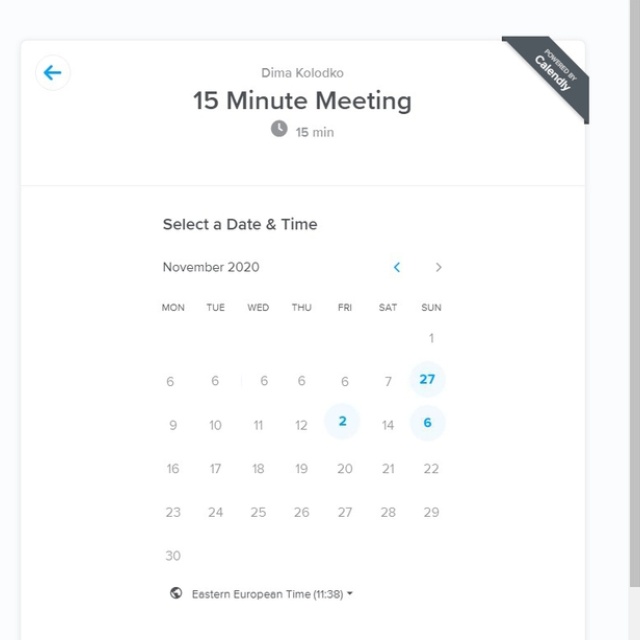 POWERED BY
Calendly
Dima Kolodko
15 Minute Meeting
15 min
Select a Date & Time
November 2020
MON TUE WED THU FRI SAT SUN
1
6 6 6 6 6 7 27
9 10 11 12 2 14 6
16 17 18 19 20 21 22
23 24 25 26 27 28 29
30
Eastern European Time (11:38)